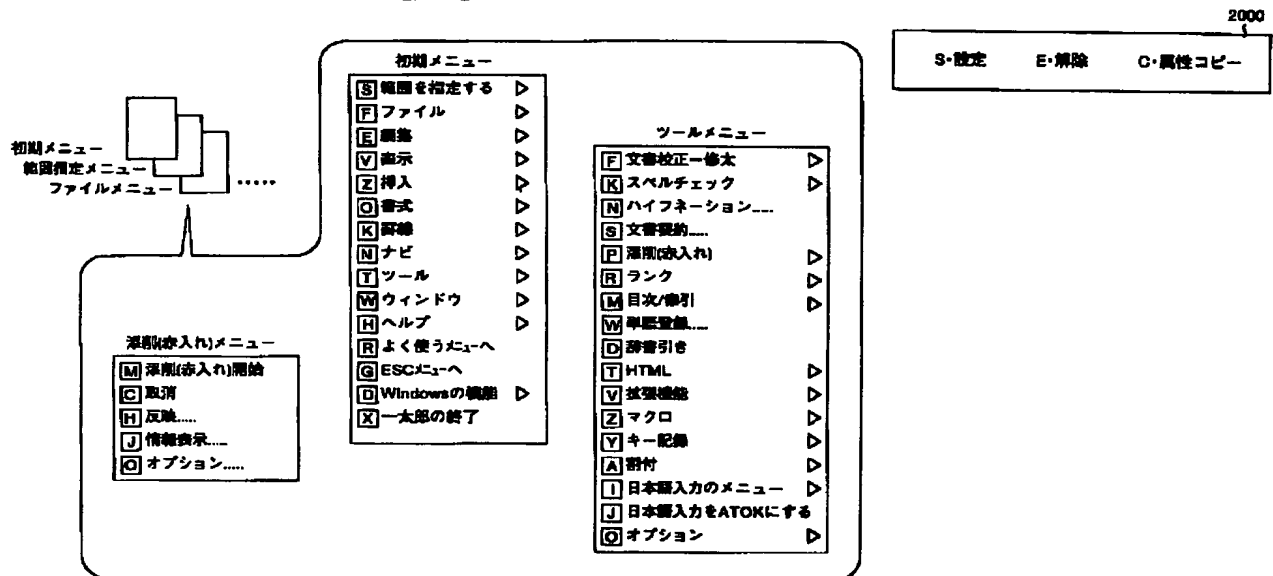 2000
S・設定 E・解除 C・属性コピー
初期メニュー
範囲指定メニュー
ファイルメニュー
.....
初期メニュー
S 範囲を指定する ▷
F ファイル ▷
E 編集 ▷
V 表示 ▷
Z 挿入 ▷
O 書式 ▷
K 罫線 ▷
N ナビ ▷
T ツール ▷
W ウィンドウ ▷
H ヘルプ ▷
R よく使うメニューへ
G ESCメニューへ
D Windowsの機能 ▷
X 一太郎の終了
ツールメニュー
F 文書校正ー修太 ▷
K スペルチェック ▷
N ハイフネーション....
S 文書要約.....
P 添削(赤入れ) ▷
R ランク ▷
M 目次/索引 ▷
W 単語登録.....
D 辞書引き
T HTML ▷
V 拡張機能 ▷
Z マクロ ▷
Y キー記録 ▷
A 割付 ▷
I 日本語入力のメニュー ▷
J 日本語入力をATOKにする
O オプション ▷
添削(赤入れ)メニュー
M 添削(赤入れ)開始
C 取消
H 反映.....
J 情報表示.....
O オプション.....